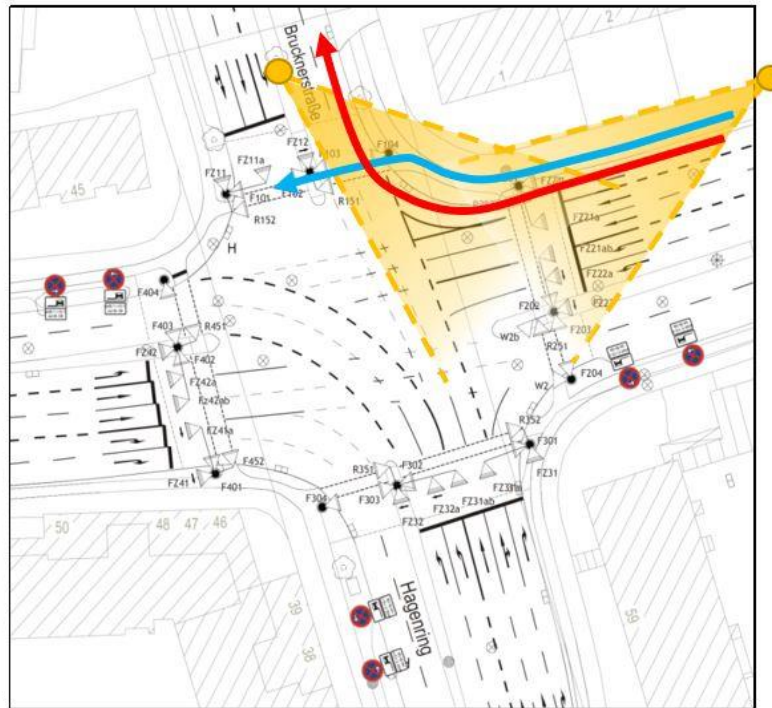 Brucknerstraße
2
1
F104
FZ12
F103
FZ11a
FZ11
F101
R151
R152
45
H
FZ21a
FZ21ab
FZ22a
F404
F202
F203
W2b
R251
F403
R451
FZ42
F402
FZ42a
Fz42ab
FZ41a
W2
F204
R352
F301
F452
R351
F302
FZ41
F401
F304
F303
FZ31
FZ31ab
FZ32a
FZ32
50
48
47
46
39
38
59
Hagenring